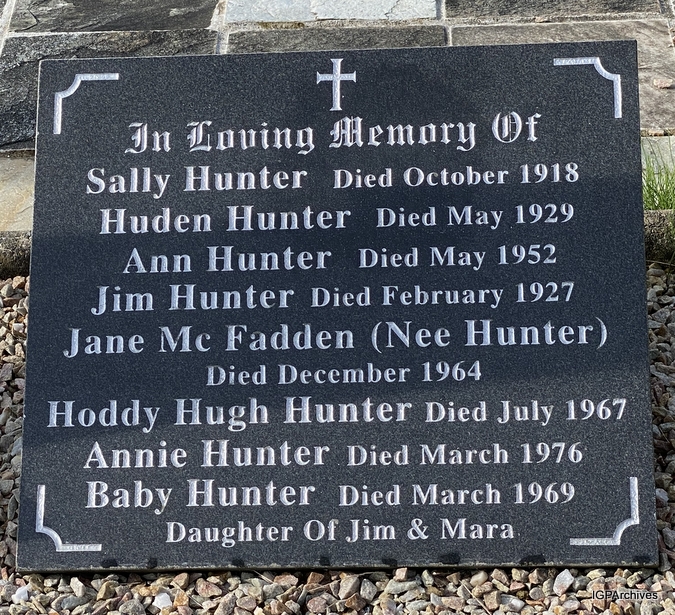 In Loving Memory Of
Sally Hunter Died October 1918
Huden Hunter Died May 1929
Ann Hunter Died May 1952
Jim Hunter Died February 1927
Jane Mc Fadden (Nee Hunter)
Died December 1964
Hoddy Hugh Hunter Died July 1967
Annie Hunter Died March 1976
Baby Hunter Died March 1969
Daughter Of Jim & Mara
IGPArchives